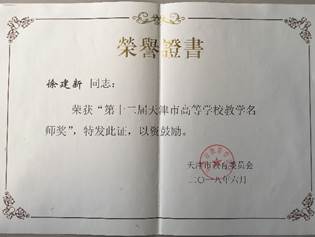 榮譽證書
徐建新 同志：
荣获“第十二届天津市高等学校教学名
师奖”，特发此证，以资鼓励。
天津市教育委员会
二〇一八年六月